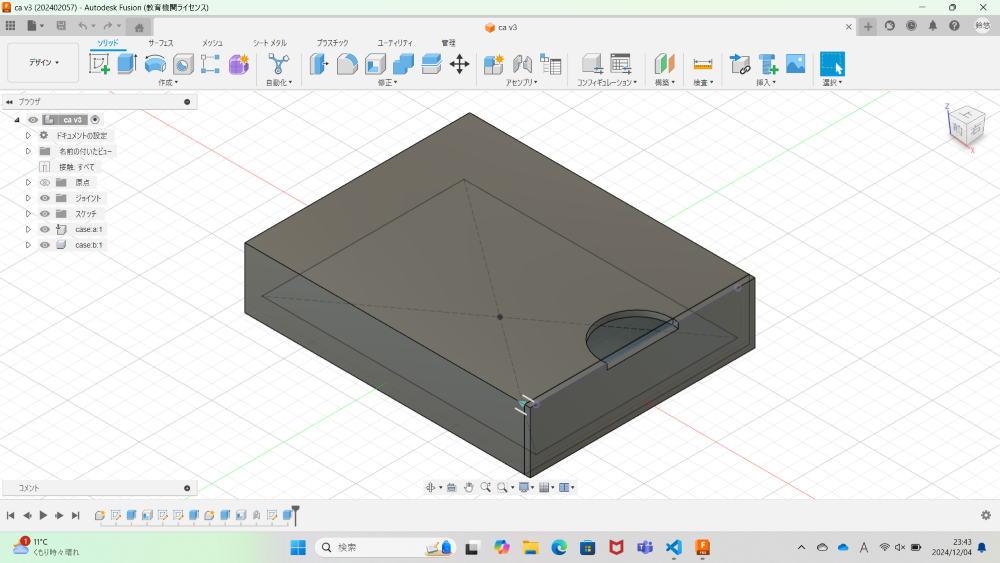 ca v3 (202402057) - Autodesk Fusion (教育機関ライセンス)
ca v3
デザイン
ソリッド サーフェス メッシュ シート メタル プラスチック ユーティリティ 管理
作成 自動化 修正 アセンブリ コンフィギュレーション 構築 検査 挿入 選択
ブラウザ
ca v3
ドキュメントの設定
名前の付いたビュー
接触: すべて
原点
ジョイント
スケッチ
case:a:1
case:b:1
Z
上
前
右
X
コメント
1
11°C
くもり時々晴れ
検索
A
23:43
2024/12/04